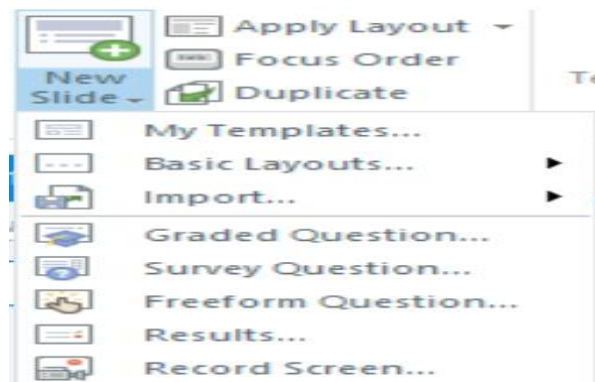 Apply Layout
Focus Order
New
Slide
Duplicate
My Templates...
Basic Layouts...
Import...
Graded Question...
Survey Question...
Freeform Question...
Results...
Record Screen...